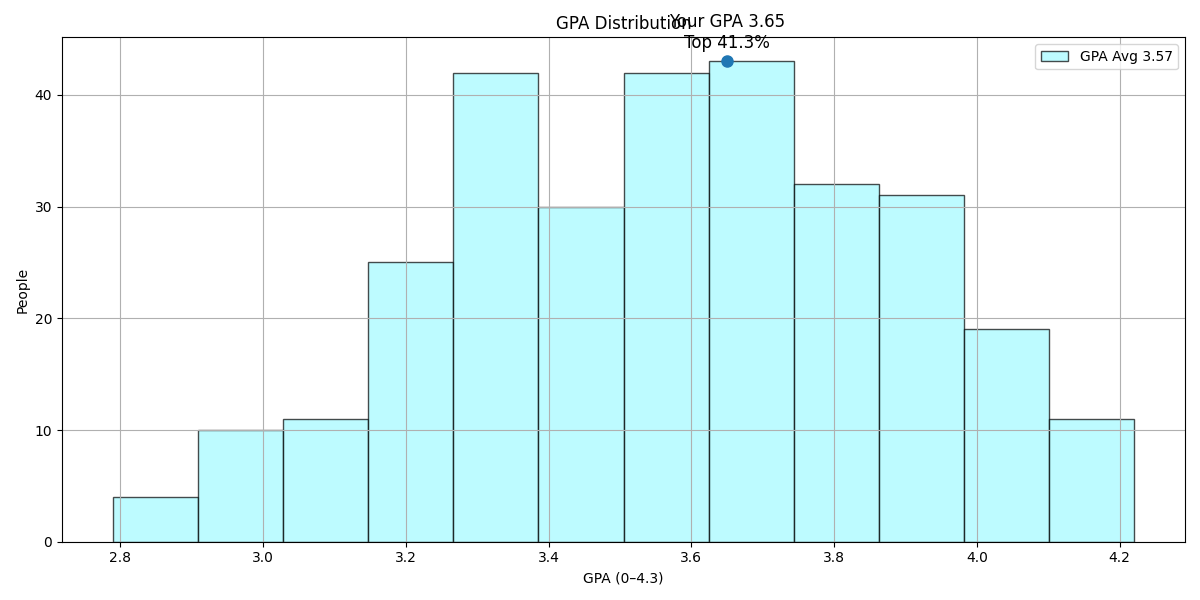 GPA Distribution
Your GPA 3.65
Top 41.3%
GPA Avg 3.57
People
40
30
20
10
0
2.8 3.0 3.2 3.4 3.6 3.8 4.0 4.2
GPA (0–4.3)